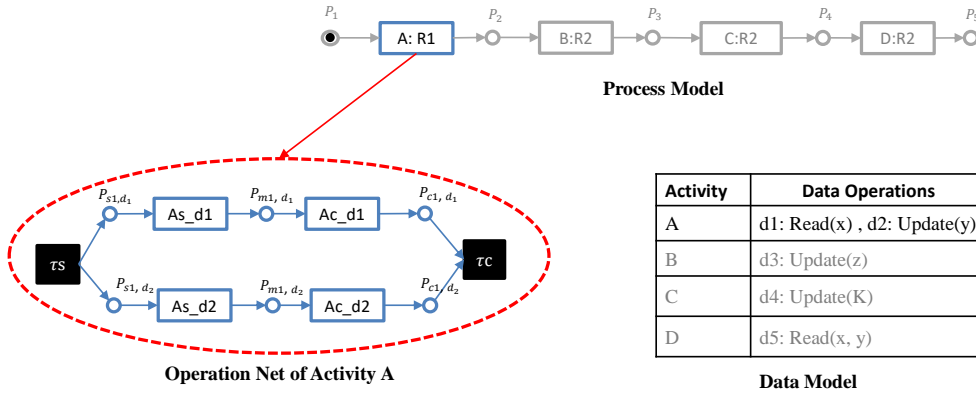 P1 P2 P3 P4 P5
A: R1 B:R2 C:R2 D:R2
Process Model
Ps1,d1 Pm1, d1 Pc1, d1
As_d1 Ac_d1
τs τc
Ps1, d2 Pm1, d2 Pc1, d2
As_d2 Ac_d2
Operation Net of Activity A
Activity Data Operations
A d1: Read(x) , d2: Update(y)
B d3: Update(z)
C d4: Update(K)
D d5: Read(x, y)
Data Model